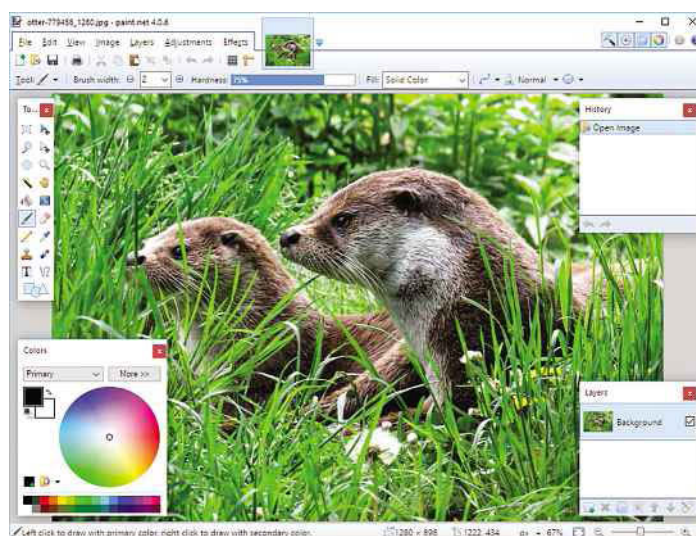 otter-779456_1280.jpg - paint.net 4.0.6
File Edit View Image Layers Adjustments Effects
Tool: Brush width: 2 Hardness: 75% Fill: Solid Color Normal
To...
History
Open Image
Colors
Primary More >>
Layers
Background
Left click to draw with primary color, right click to draw with secondary color. 1280 × 898 1222, 434 px 67%